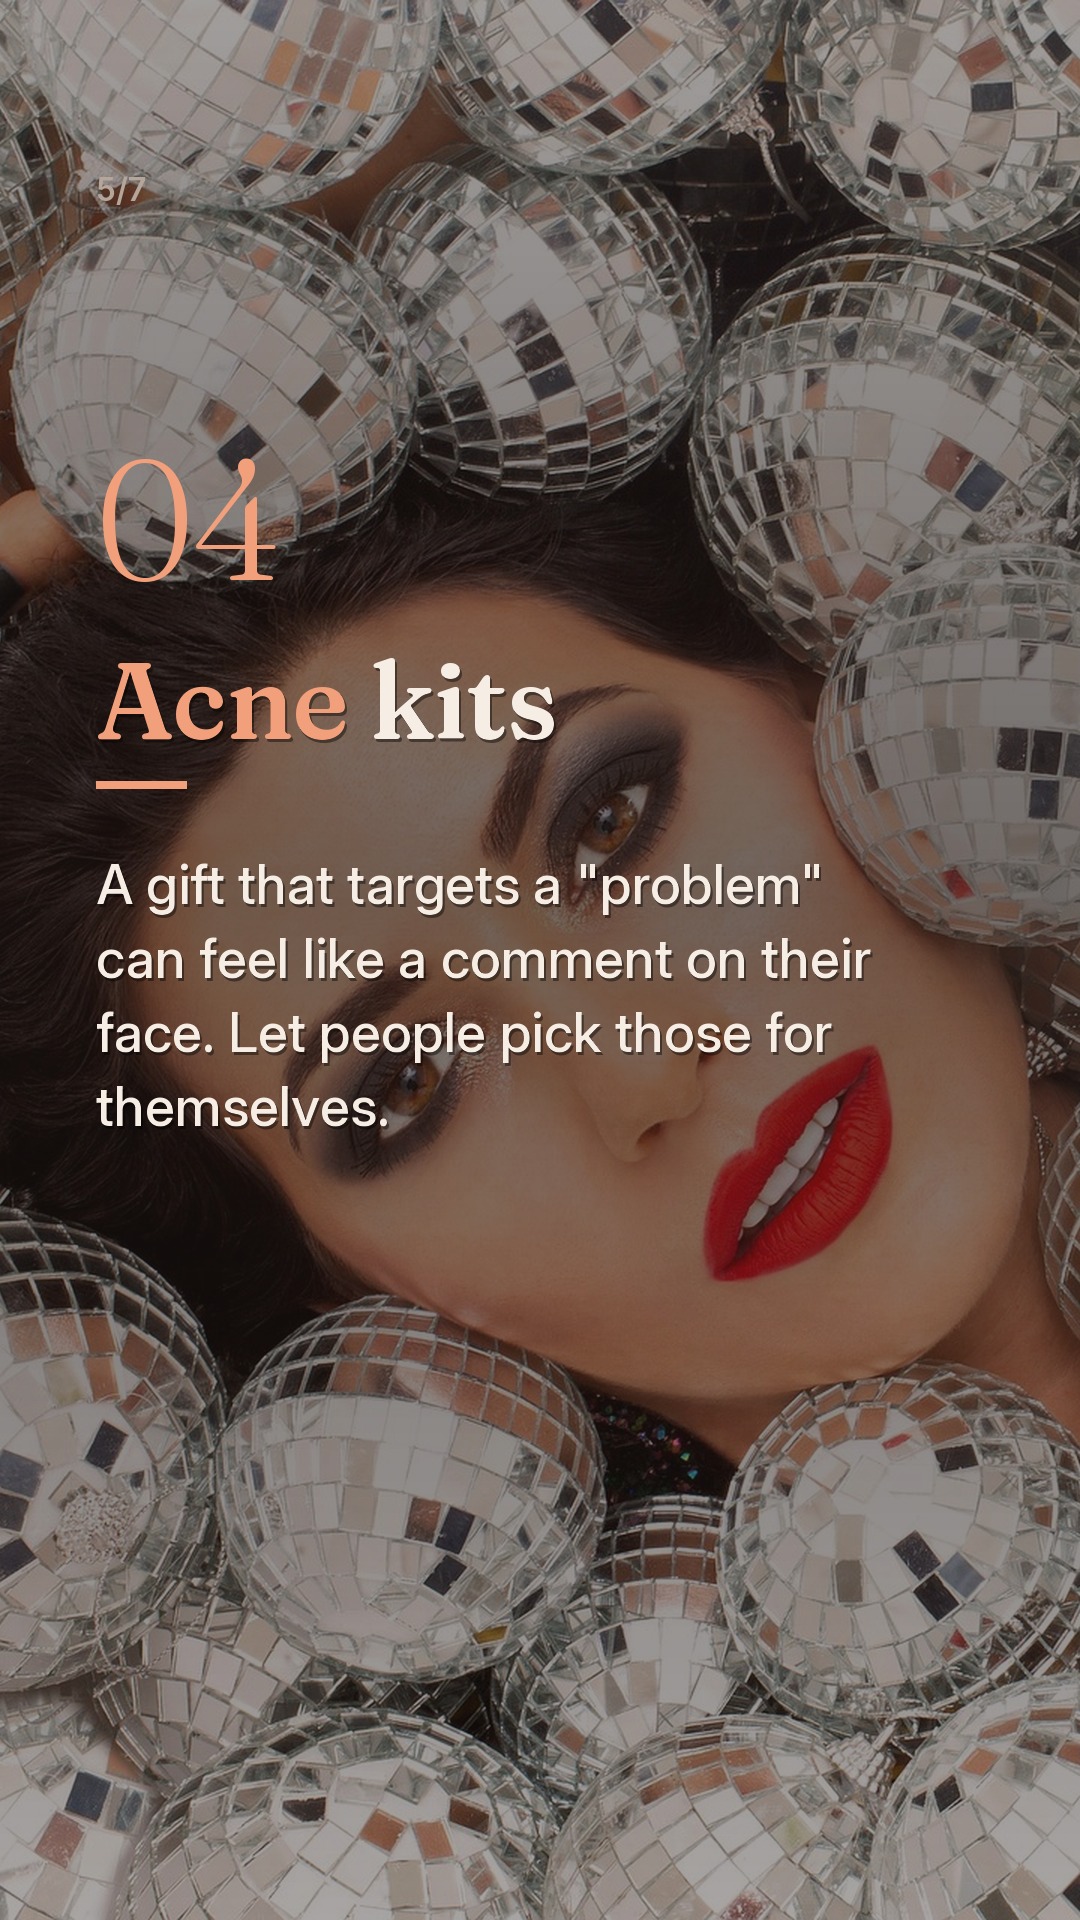 5/7
04
Acne kits
A gift that targets a "problem"
can feel like a comment on their
face. Let people pick those for
themselves.